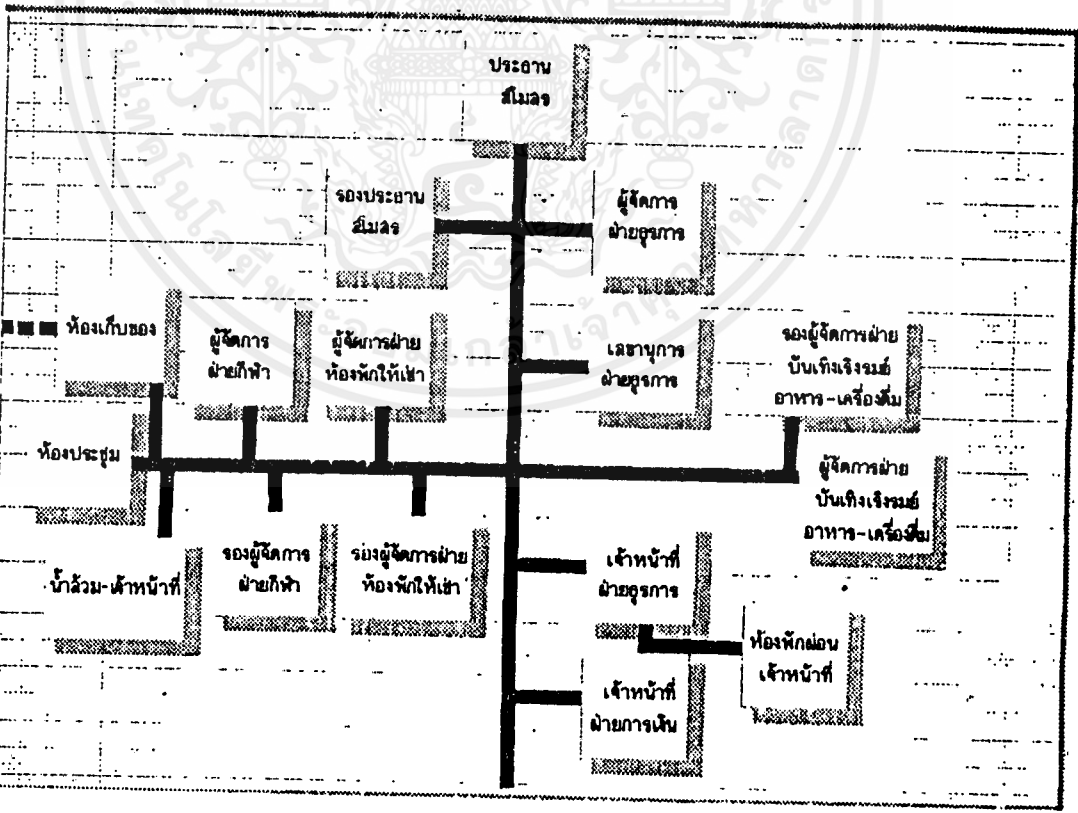 ประธาน
สโมสร
รองประธาน
สโมสร
ผู้จัดการ
ฝ่ายธุรการ
ห้องเก็บของ
ผู้จัดการ
ฝ่ายกีฬา
ผู้จัดการฝ่าย
ห้องพักให้เช่า
เลขานุการ
ฝ่ายธุรการ
รองผู้จัดการฝ่าย
บันเทิงเริงรมย์
อาหาร-เครื่องดื่ม
ห้องประชุม
ผู้จัดการฝ่าย
บันเทิงเริงรมย์
อาหาร-เครื่องดื่ม
น้ำส้วม-เจ้าหน้าที่
รองผู้จัดการ
ฝ่ายกีฬา
รองผู้จัดการฝ่าย
ห้องพักให้เช่า
เจ้าหน้าที่
ฝ่ายธุรการ
ห้องพักผ่อน
เจ้าหน้าที่
เจ้าหน้าที่
ฝ่ายการเงิน